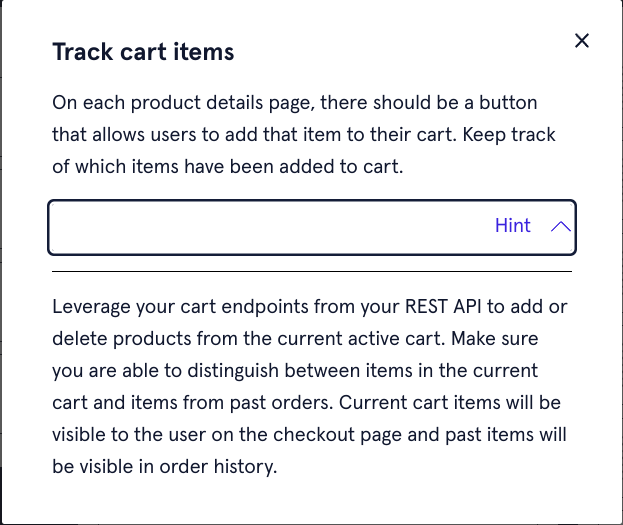 Track cart items
On each product details page, there should be a button
that allows users to add that item to their cart. Keep track
of which items have been added to cart.
Hint
Leverage your cart endpoints from your REST API to add or
delete products from the current active cart. Make sure
you are able to distinguish between items in the current
cart and items from past orders. Current cart items will be
visible to the user on the checkout page and past items will
be visible in order history.